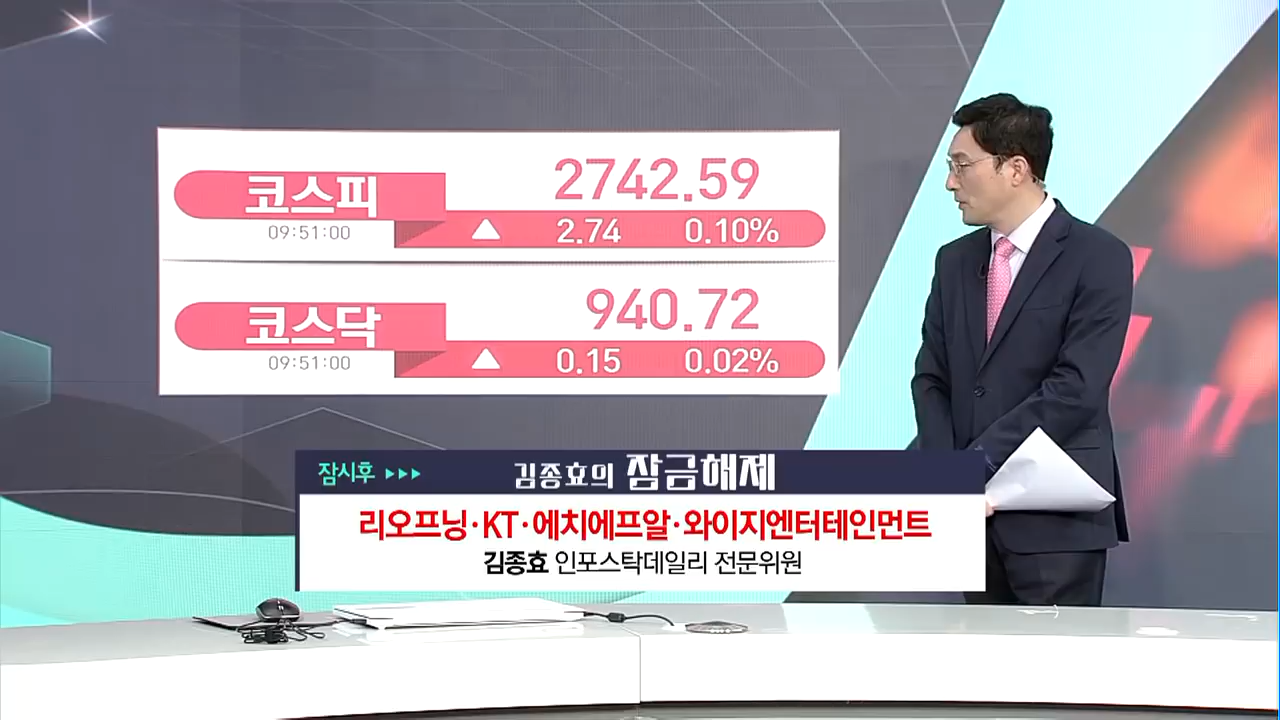 코스피 2742.59
09:51:00 ▲ 2.74 0.10%
코스닥 940.72
09:51:00 ▲ 0.15 0.02%
잠시후 ▶▶▶ 김종효의 잠금해제
리오프닝·KT·에치에프알·와이지엔터테인먼트
김종효 인포스탁데일리 전문위원